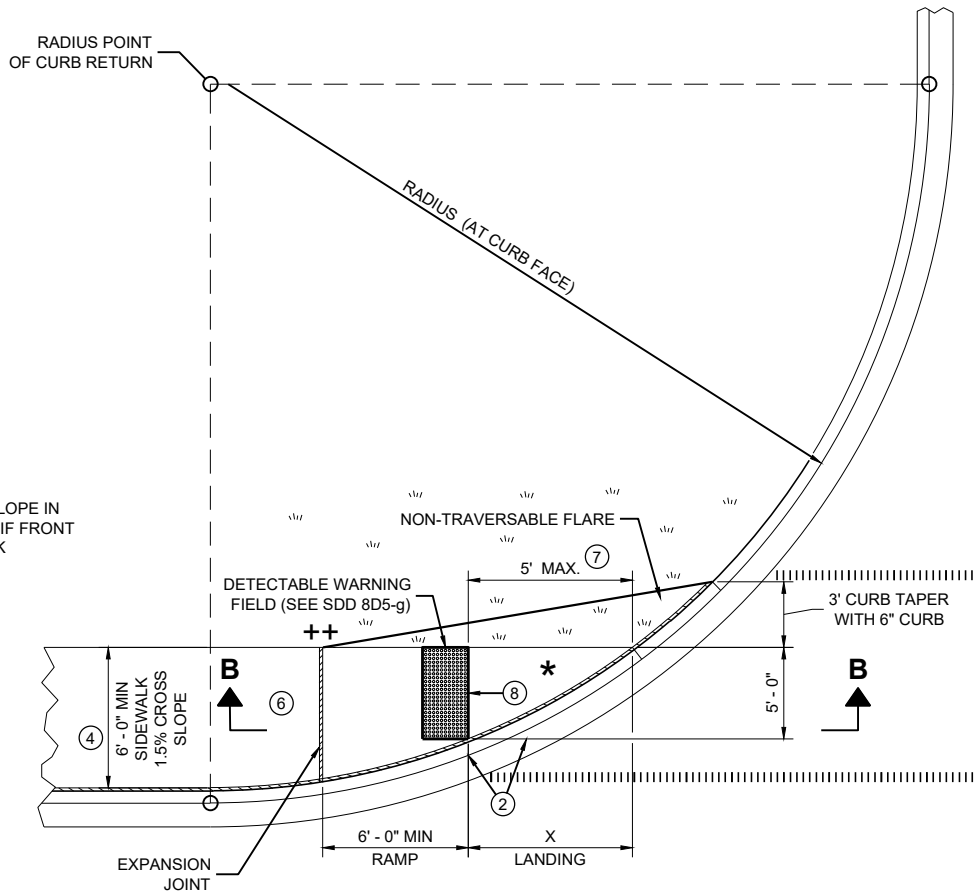 RADIUS POINT
OF CURB RETURN
RADIUS (AT CURB FACE)
LOPE IN
IF FRONT
K
NON-TRAVERSABLE FLARE
5' MAX.
7
DETECTABLE WARNING
FIELD (SEE SDD 8D5-g)
3' CURB TAPER
WITH 6" CURB
++
B
*
B
8
6
4
6' - 0" MIN
SIDEWALK
1.5% CROSS
SLOPE
5' - 0"
2
6' - 0" MIN
RAMP
X
LANDING
EXPANSION
JOINT